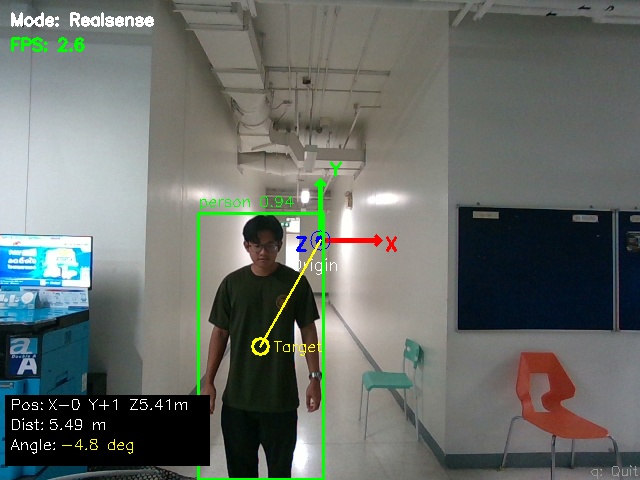 Mode: Realsense
FPS: 2.6
Y
person 0.94
Z
X
Origin
Target
Double A
A
Pos: X-0 Y+1 Z5.41m
Dist: 5.49 m
Angle: -4.8 deg
q: Quit